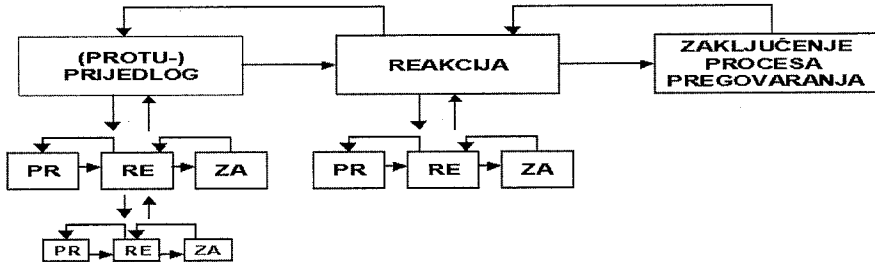 (PROTU-)
PRIJEDLOG
REAKCIJA
ZAKLJUČENJE
PROCESA
PREGOVARANJA
PR
RE
ZA
PR
RE
ZA
PR
RE
ZA